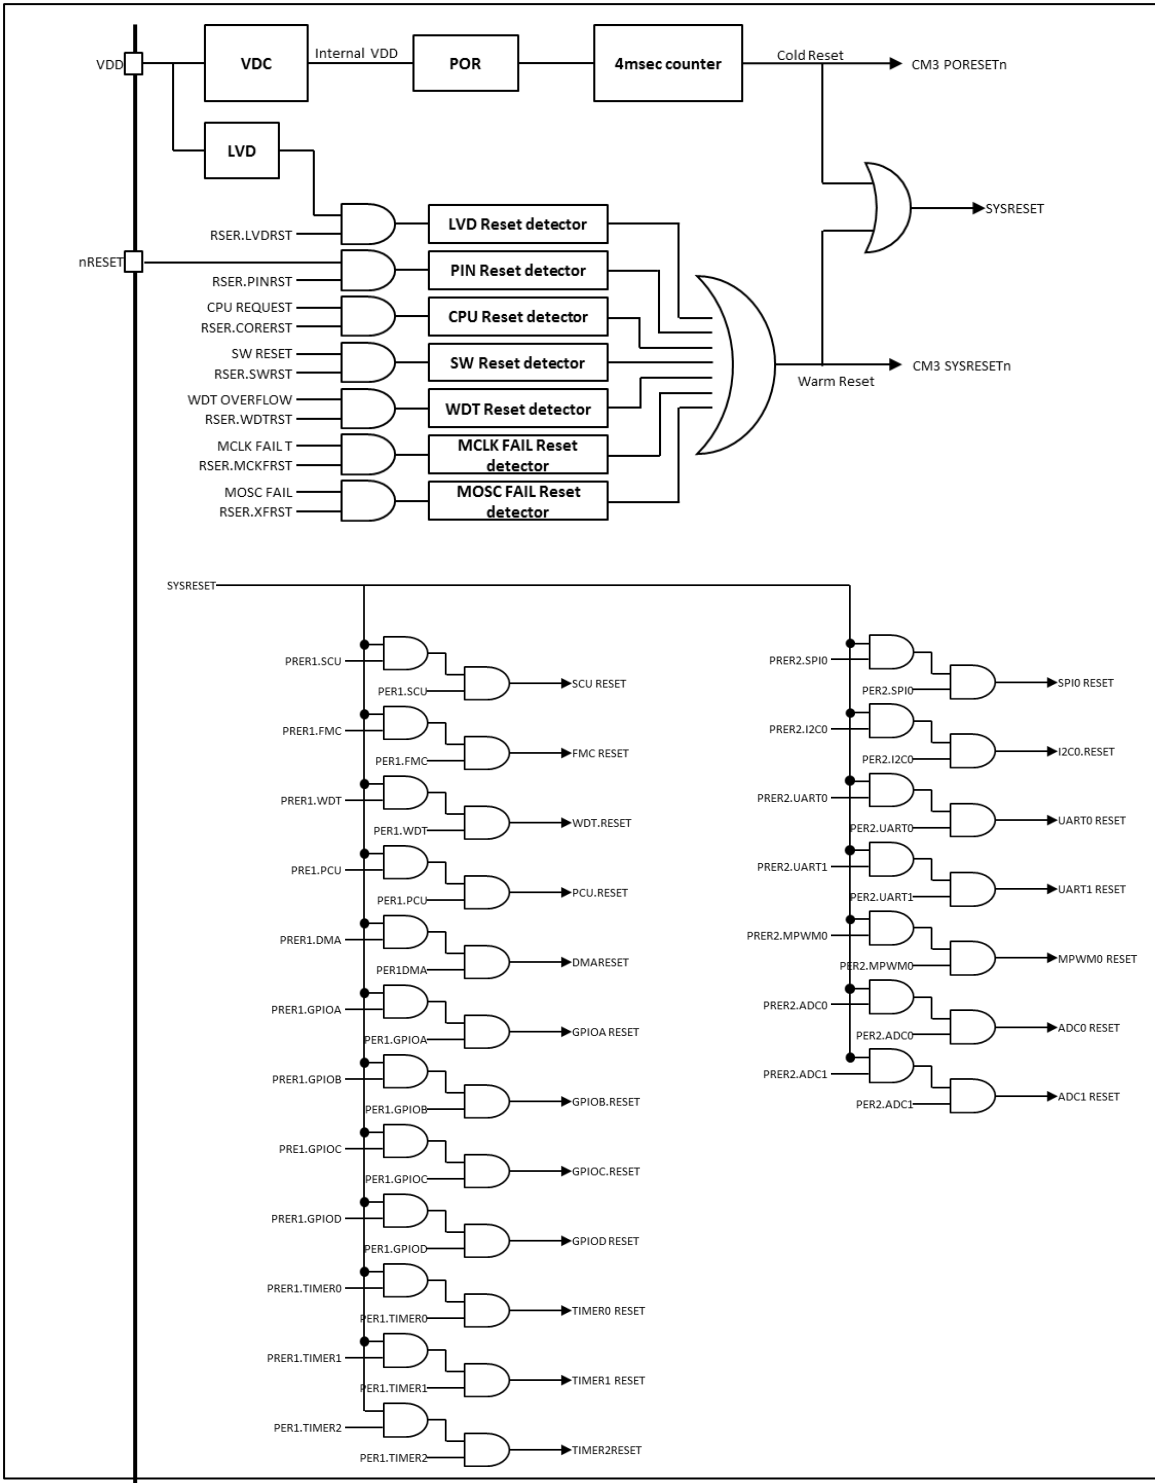 VDD
VDC
Internal VDD
POR
4msec counter
Cold Reset
CM3 PORESETn
LVD
SYSRESET
RSER.LVDRST
LVD Reset detector
nRESET
RSER.PINRST
PIN Reset detector
CPU REQUEST
RSER.CORERST
CPU Reset detector
SW RESET
RSER.SWRST
SW Reset detector
CM3 SYSRESETn
Warm Reset
WDT OVERFLOW
RSER.WDTRST
WDT Reset detector
MCLK FAIL T
RSER.MCKFRST
MCLK FAIL Reset
detector
MOSC FAIL
RSER.XFRST
MOSC FAIL Reset
detector
SYSRESET
PRER1.SCU
PER1.SCU
SCU RESET
PRER1.FMC
PER1.FMC
FMC RESET
PRER1.WDT
PER1.WDT
WDT.RESET
PRE1.PCU
PER1.PCU
PCU.RESET
PRER1.DMA
PER1DMA
DMARESET
PRER1.GPIOA
PER1.GPIOA
GPIOA RESET
PRER1.GPIOB
PER1.GPIOB
GPIOB.RESET
PRE1.GPIOC
PER1.GPIOC
GPIOC.RESET
PRER1.GPIOD
PER1.GPIOD
GPIOD RESET
PRER1.TIMER0
PER1.TIMER0
TIMER0 RESET
PRER1.TIMER1
PER1.TIMER1
TIMER1 RESET
PER1.TIMER2
PER1.TIMER2
TIMER2RESET
PRER2.SPI0
PER2.SPI0
SPI0 RESET
PRER2.I2C0
PER2.I2C0
I2C0.RESET
PRER2.UART0
PER2.UART0
UART0 RESET
PRER2.UART1
PER2.UART1
UART1 RESET
PRER2.MPWM0
PER2.MPWM0
MPWM0 RESET
PRER2.ADC0
PER2.ADC0
ADC0 RESET
PRER2.ADC1
PER2.ADC1
ADC1 RESET